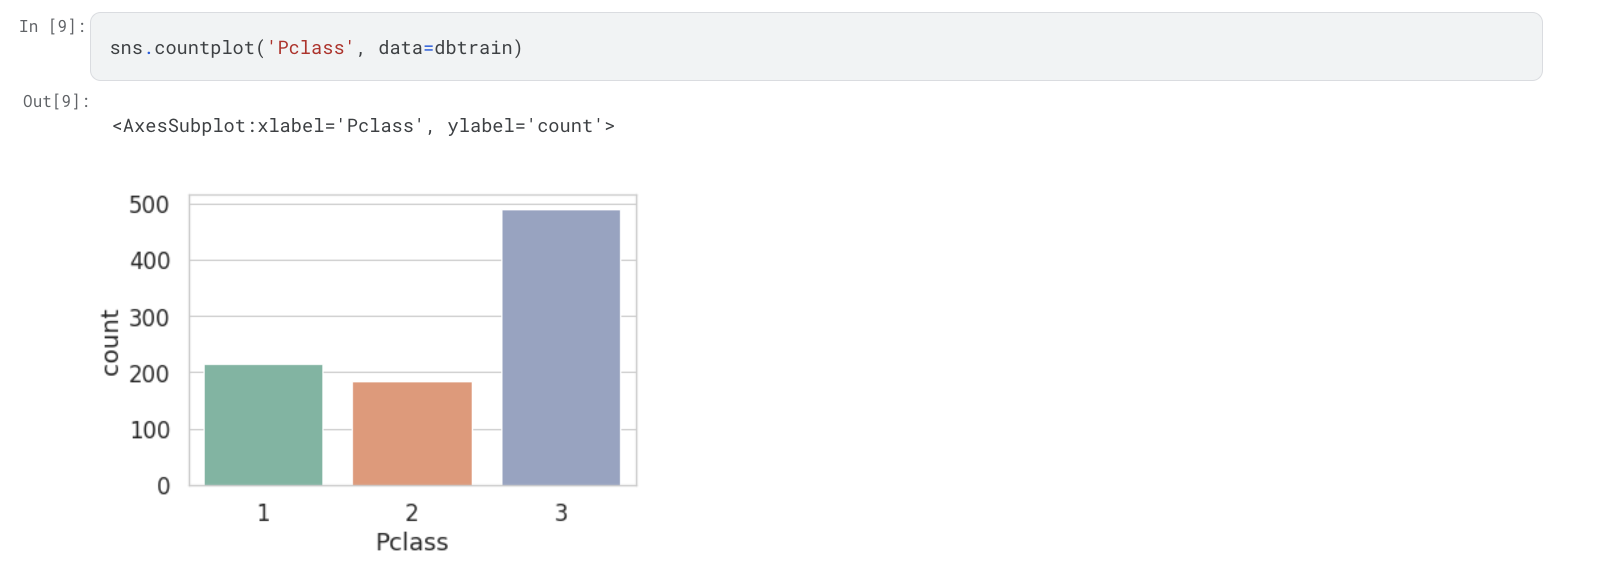 In [9]:
sns.countplot('Pclass', data=dbtrain)
Out[9]:
<AxesSubplot:xlabel='Pclass', ylabel='count'>
500
400
300
200
100
0
count
1 2 3
Pclass